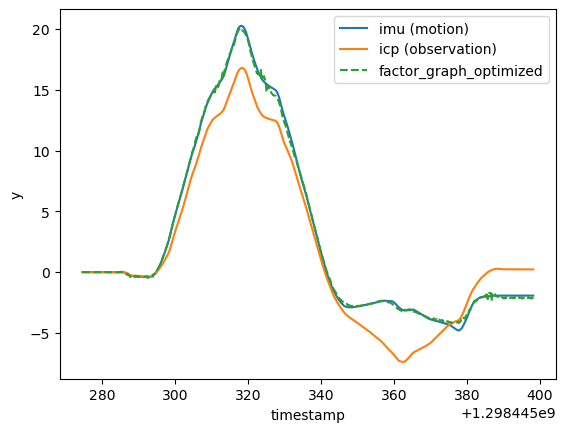 imu (motion)
icp (observation)
factor_graph_optimized
20
15
10
5
0
−5
y
280 300 320 340 360 380 400
timestamp
+1.298445e9